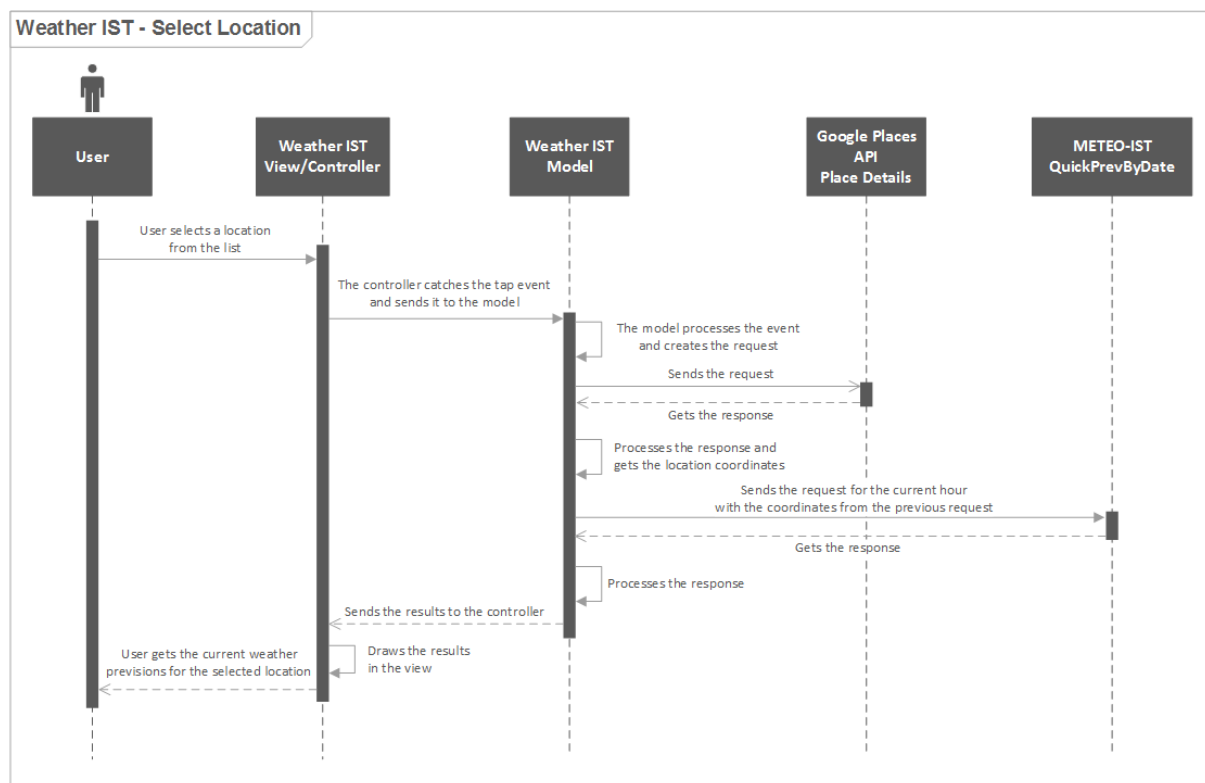 Weather IST - Select Location
User
Weather IST
View/Controller
Weather IST
Model
Google Places
API
Place Details
METEO-IST
QuickPrevByDate
User selects a location
from the list
The controller catches the tap event
and sends it to the model
The model processes the event
and creates the request
Sends the request
Gets the response
Processes the response and
gets the location coordinates
Sends the request for the current hour
with the coordinates from the previous request
Gets the response
Processes the response
Sends the results to the controller
Draws the results
in the view
User gets the current weather
previsions for the selected location